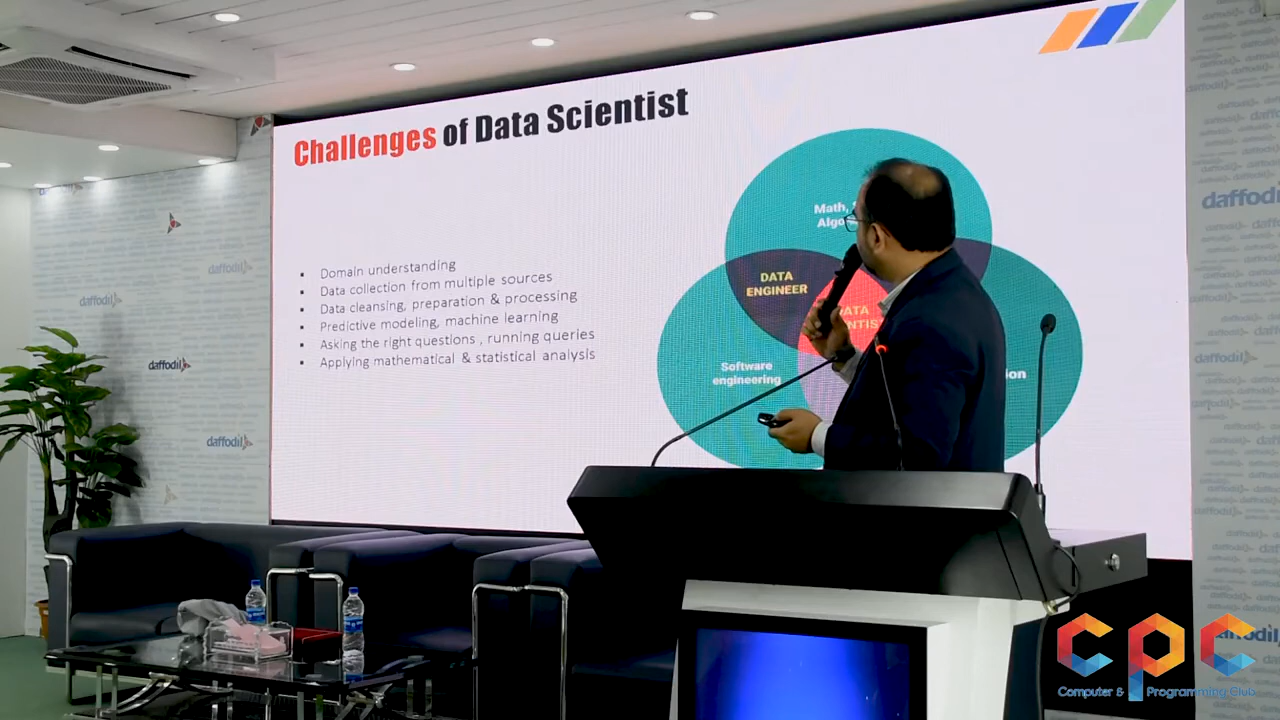 Challenges of Data Scientist
▪ Domain understanding
▪ Data collection from multiple sources
▪ Data cleansing, preparation & processing
▪ Predictive modeling, machine learning
▪ Asking the right questions , running queries
▪ Applying mathematical & statistical analysis
Math,
DATA
ENGINEER
Software
engineering
daffodil
daffodil
daffodil
daffodil
daffodil
daffodil
CPC
Computer & Programming Club